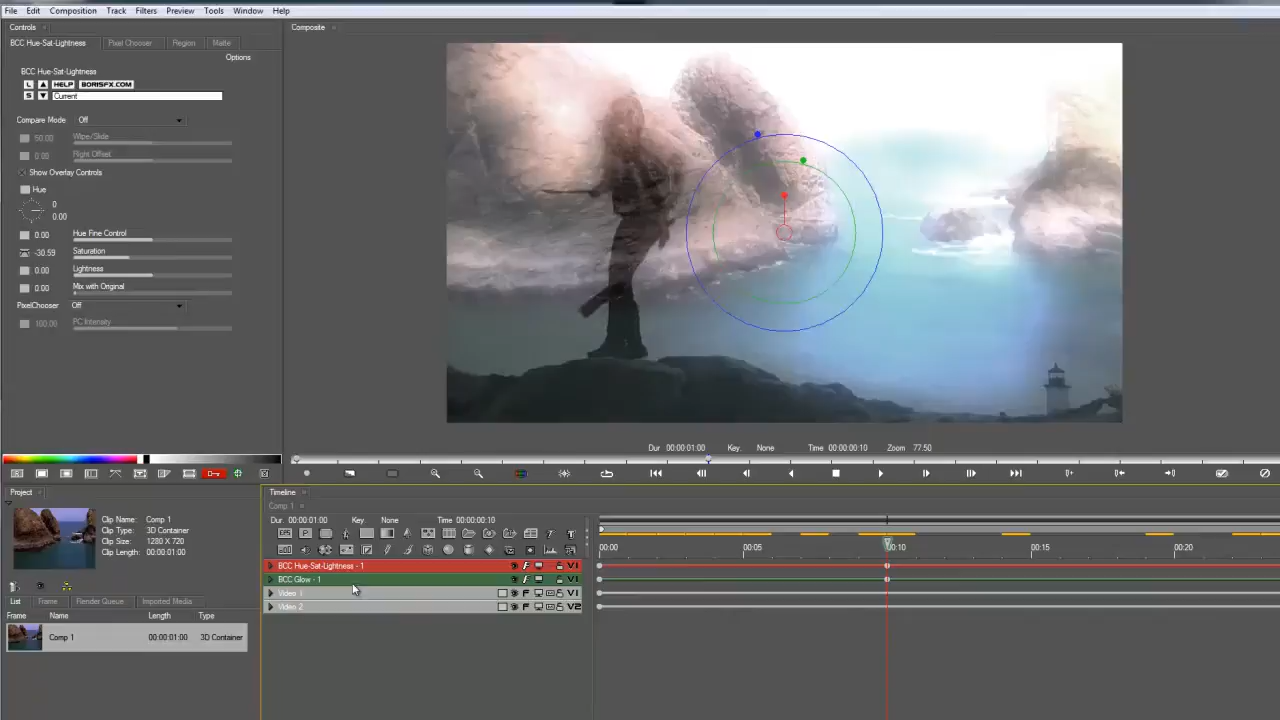 File Edit Composition Track Filters Preview Tools Window Help
Controls
Composite
BCC Hue-Sat-Lightness Pixel Chooser Region Matte
Options
BCC Hue-Sat-Lightness
L HELP BORISFX.COM
S Current
Compare Mode Off
50.00 Wipe/Slide
0.00 Right Offset
Show Overlay Controls
Hue
0
0.00
0.00 Hue Fine Control
-30.59 Saturation
0.00 Lightness
0.00 Mix with Original
PixelChooser Off
100.00 PC Intensity
Dur 00:00:01:00 Key. None Time 00:00:00:10 Zoom 77.50
Project
Clip Name: Comp 1
Clip Type: 3D Container
Clip Size: 1280 X 720
Clip Length: 00:00:01:00
List Frame Render Queue Imported Media
Frame Name Length Type
Comp 1 00:00:01:00 3D Container
Timeline
Comp 1
Dur. 00:00:01:00 Key. None Time 00:00:00:10
00:00 00:05 00:10 00:15 00:20
BCC Hue-Sat-Lightness - 1 V1
BCC Glow - 1 V1
Video 1 F V1
Video 2 F V2